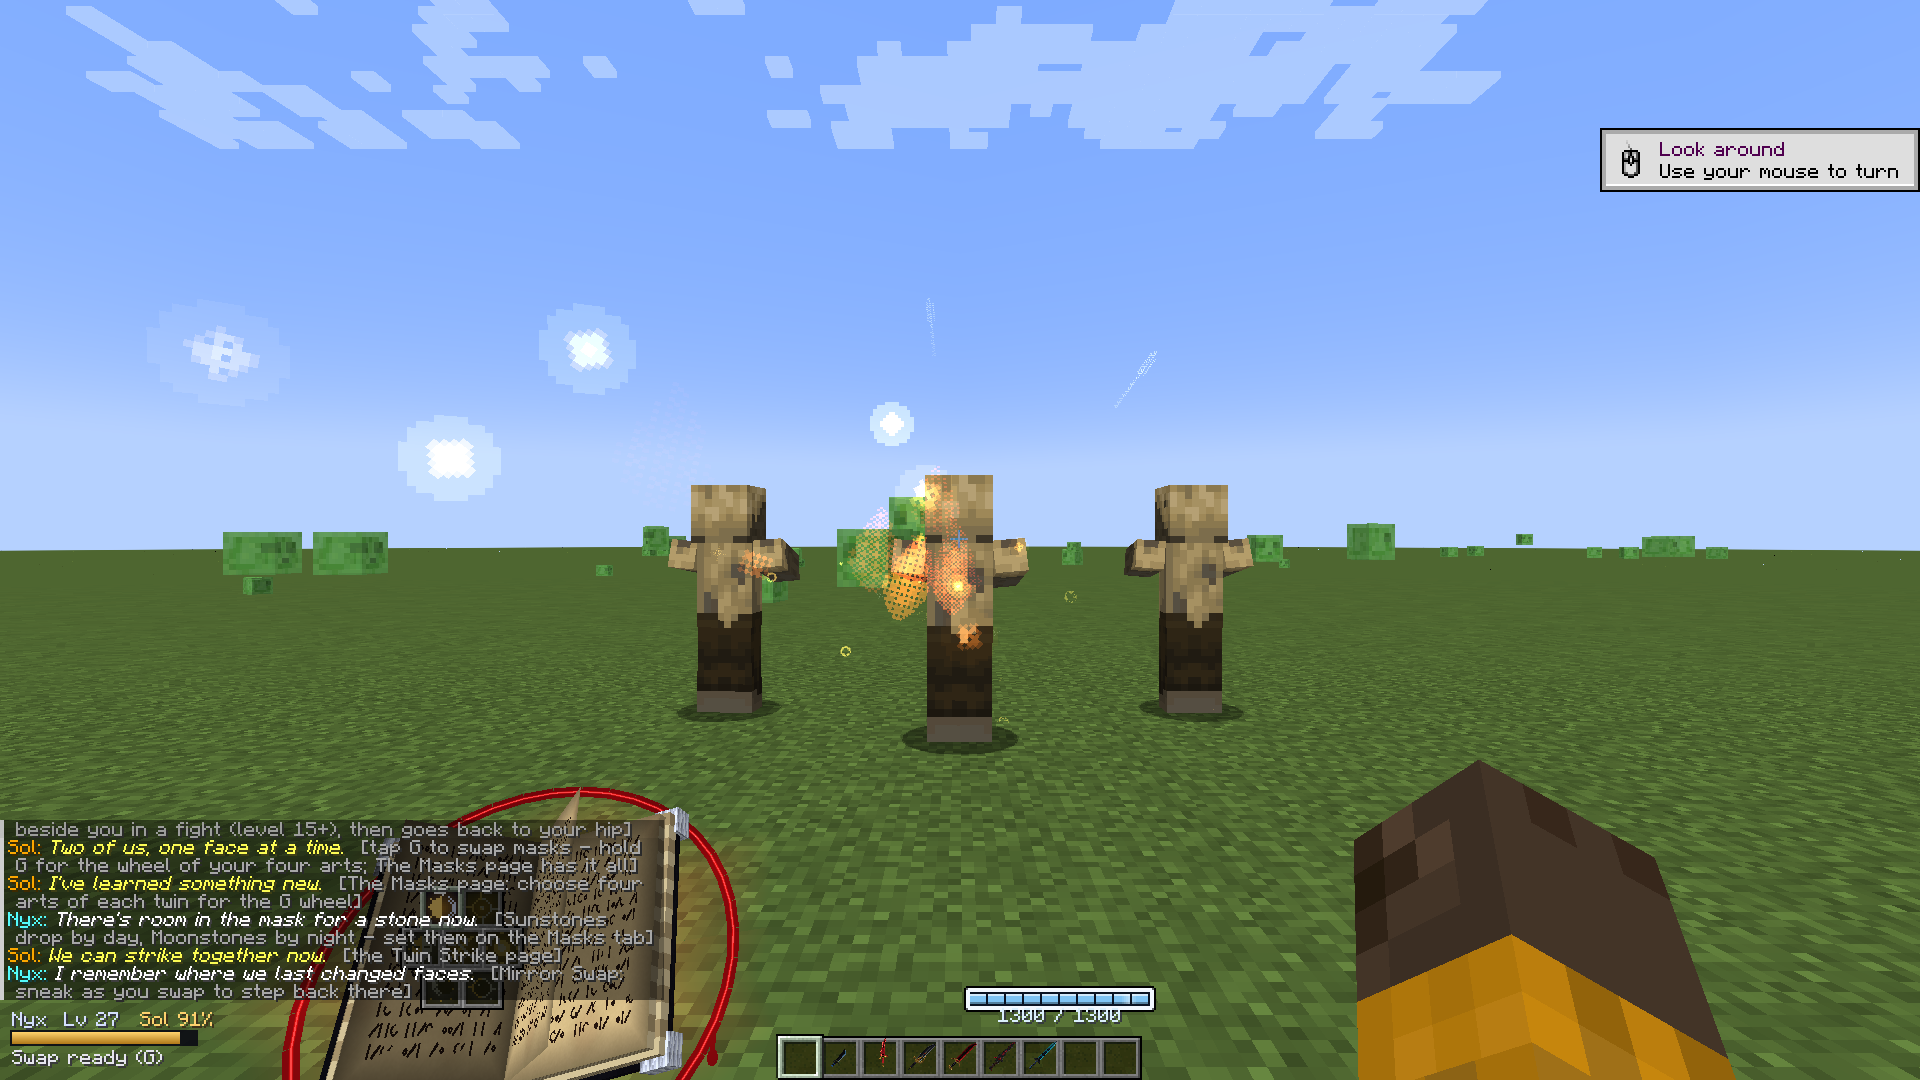 Look around
Use your mouse to turn
beside you in a fight (level 15+), then goes back to your hip]
Sol: Two of us, one face at a time. [tap G to swap masks - hold
G for the wheel of your four arts; The Masks page has it all]
Sol: I've learned something new. [The Masks page: choose four
arts of each twin for the G wheel]
Nyx: There's room in the mask for a stone now. [Sunstones
drop by day, Moonstones by night - set them on the Masks tab]
Sol: We can strike together now. [the Twin Strike page]
Nyx: I remember where we last changed faces. [Mirror Swap:
sneak as you swap to step back there]
Nyx Lv 27 Sol 91%
Swap ready (G)
1300 / 1300